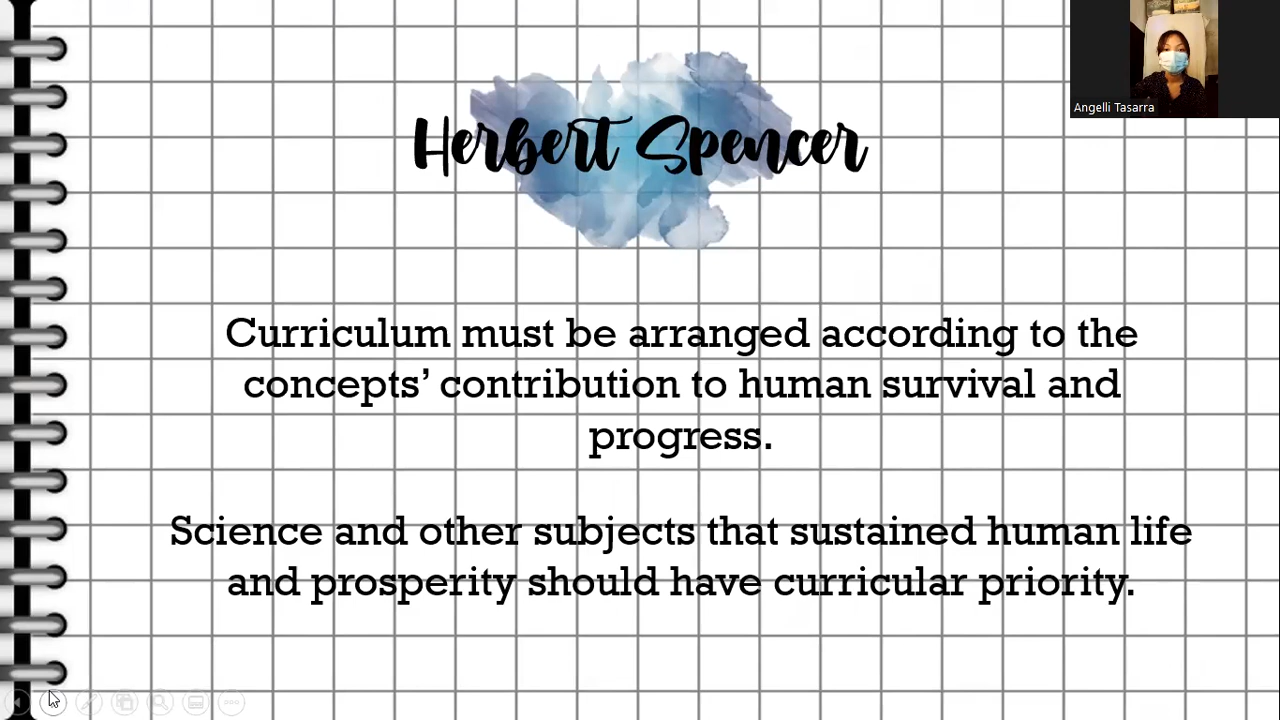 Angelli Tasarra
Herbert Spencer
Curriculum must be arranged according to the
concepts’ contribution to human survival and
progress.
Science and other subjects that sustained human life
and prosperity should have curricular priority.